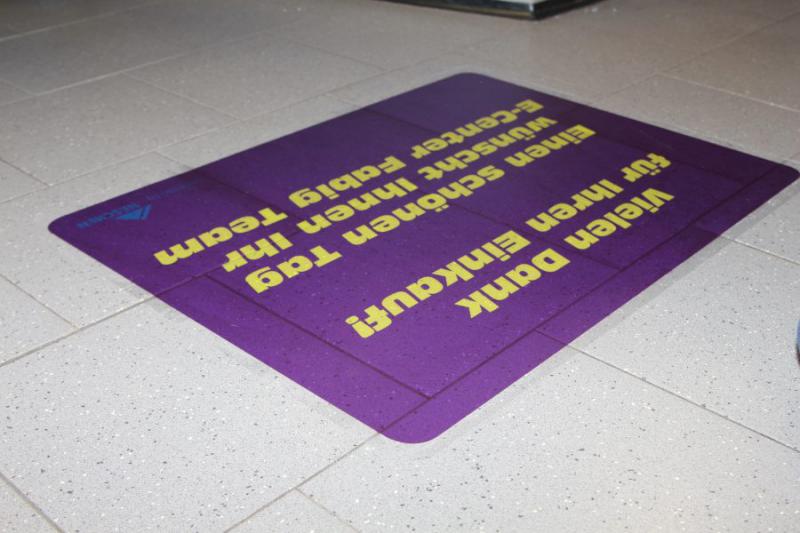 Vielen Dank
für Ihren Einkauf!
Einen schönen Tag
wünscht Ihnen Ihr
E-Center Fabig Team